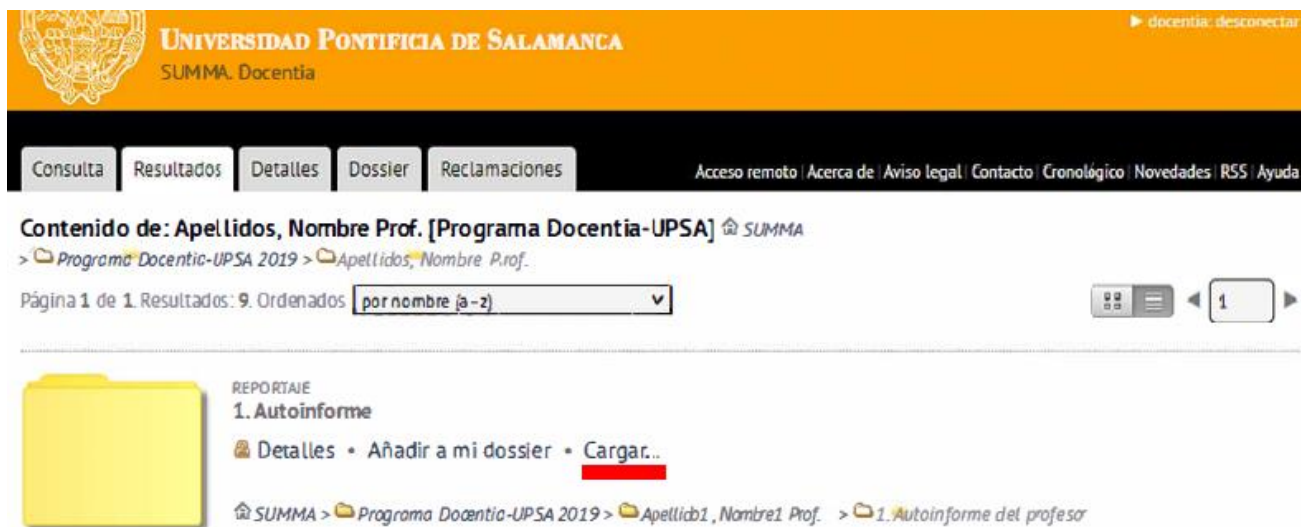 ▶ docentia: desconectar
UNIVERSIDAD PONTIFICIA DE SALAMANCA
SUMMA. Docentia
Consulta Resultados Detalles Dossier Reclamaciones Acceso remoto | Acerca de | Aviso legal | Contacto | Cronológico | Novedades | RSS | Ayuda
Contenido de: Apellidos, Nombre Prof. [Programa Docentia-UPSA] SUMMA
> Programa Docentia-UPSA 2019 > Apellidos, Nombre Prof.
Página 1 de 1. Resultados: 9. Ordenados por nombre (a-z) 1
REPORTAJE
1. Autoinforme
Detalles • Añadir a mi dossier • Cargar...
SUMMA > Programa Docentia-UPSA 2019 > Apellido1, Nombre1 Prof. > 1. Autoinforme del profesor